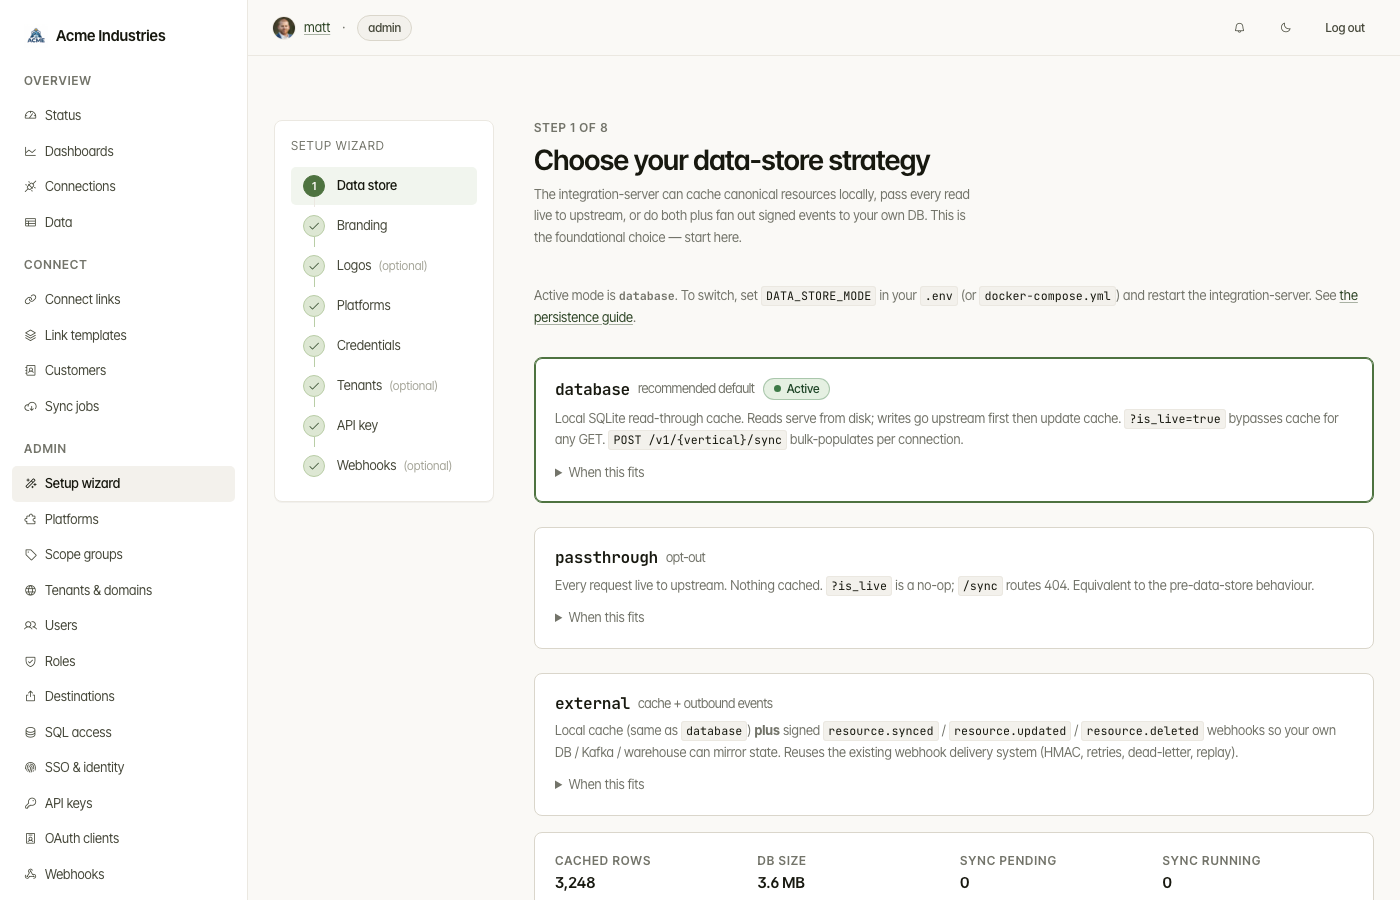 ACME
Acme Industries
OVERVIEW
Status
Dashboards
Connections
Data
CONNECT
Connect links
Link templates
Customers
Sync jobs
ADMIN
Setup wizard
Platforms
Scope groups
Tenants & domains
Users
Roles
Destinations
SQL access
SSO & identity
API keys
OAuth clients
Webhooks
matt · admin
Log out
SETUP WIZARD
1 Data store
Branding
Logos (optional)
Platforms
Credentials
Tenants (optional)
API key
Webhooks (optional)
STEP 1 OF 8
Choose your data-store strategy
The integration-server can cache canonical resources locally, pass every read
live to upstream, or do both plus fan out signed events to your own DB. This is
the foundational choice — start here.
Active mode is database. To switch, set DATA_STORE_MODE in your .env (or docker-compose.yml) and restart the integration-server. See the
persistence guide.
database recommended default Active
Local SQLite read-through cache. Reads serve from disk; writes go upstream first then update cache. ?is_live=true bypasses cache for
any GET. POST /v1/{vertical}/sync bulk-populates per connection.
When this fits
passthrough opt-out
Every request live to upstream. Nothing cached. ?is_live is a no-op; /sync routes 404. Equivalent to the pre-data-store behaviour.
When this fits
external cache + outbound events
Local cache (same as database) plus signed resource.synced / resource.updated / resource.deleted webhooks so your own
DB / Kafka / warehouse can mirror state. Reuses the existing webhook delivery system (HMAC, retries, dead-letter, replay).
When this fits
CACHED ROWS DB SIZE SYNC PENDING SYNC RUNNING
3,248 3.6 MB 0 0